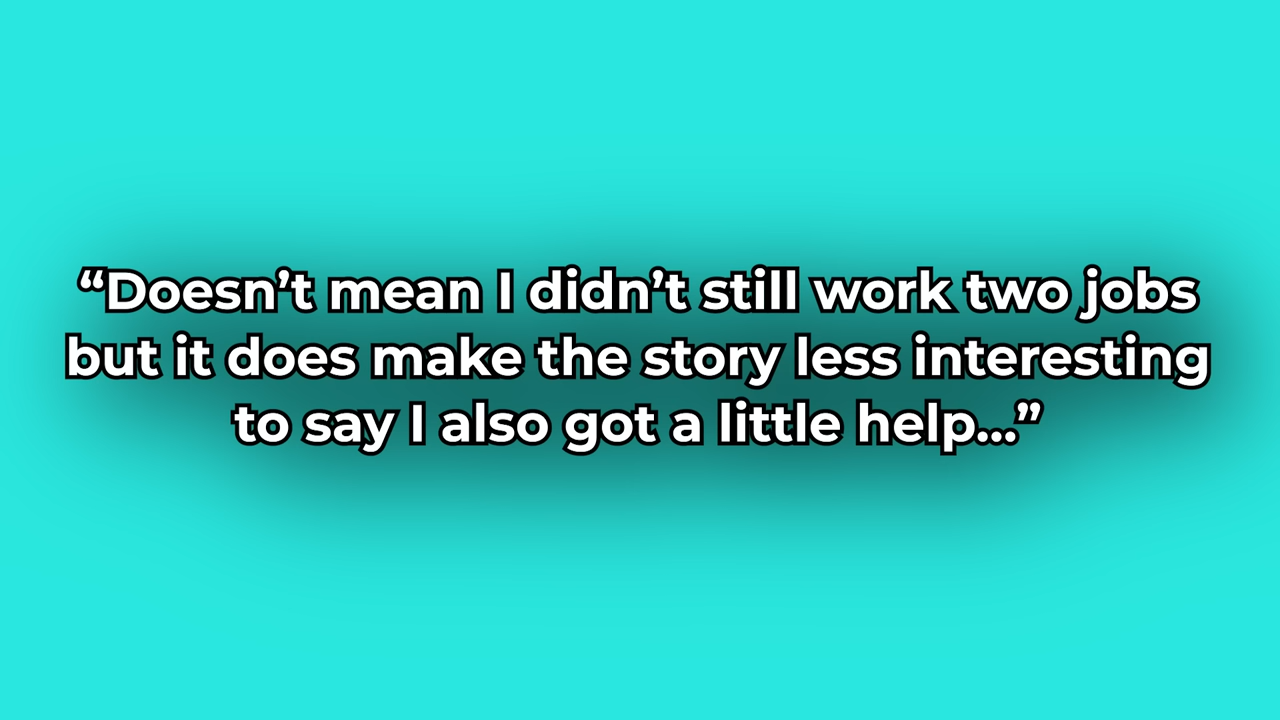 “Doesn’t mean I didn’t still work two jobs
but it does make the story less interesting
to say I also got a little help...”